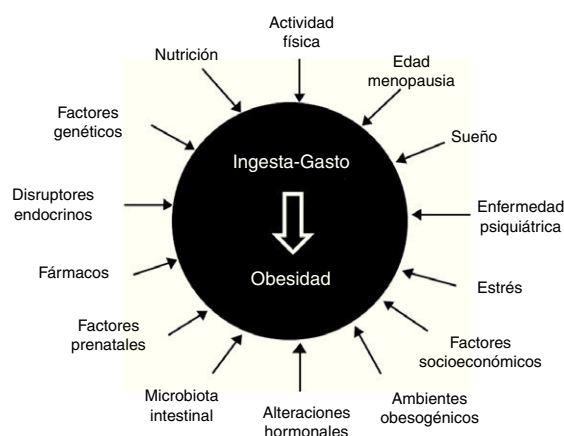 Actividad
física
Nutrición
Edad
menopausia
Factores
genéticos
Sueño
Ingesta-Gasto
Disruptores
endocrinos
Enfermedad
psiquiátrica
Obesidad
Fármacos
Estrés
Factores
prenatales
Factores
socioeconómicos
Microbiota
intestinal
Alteraciones
hormonales
Ambientes
obesogénicos